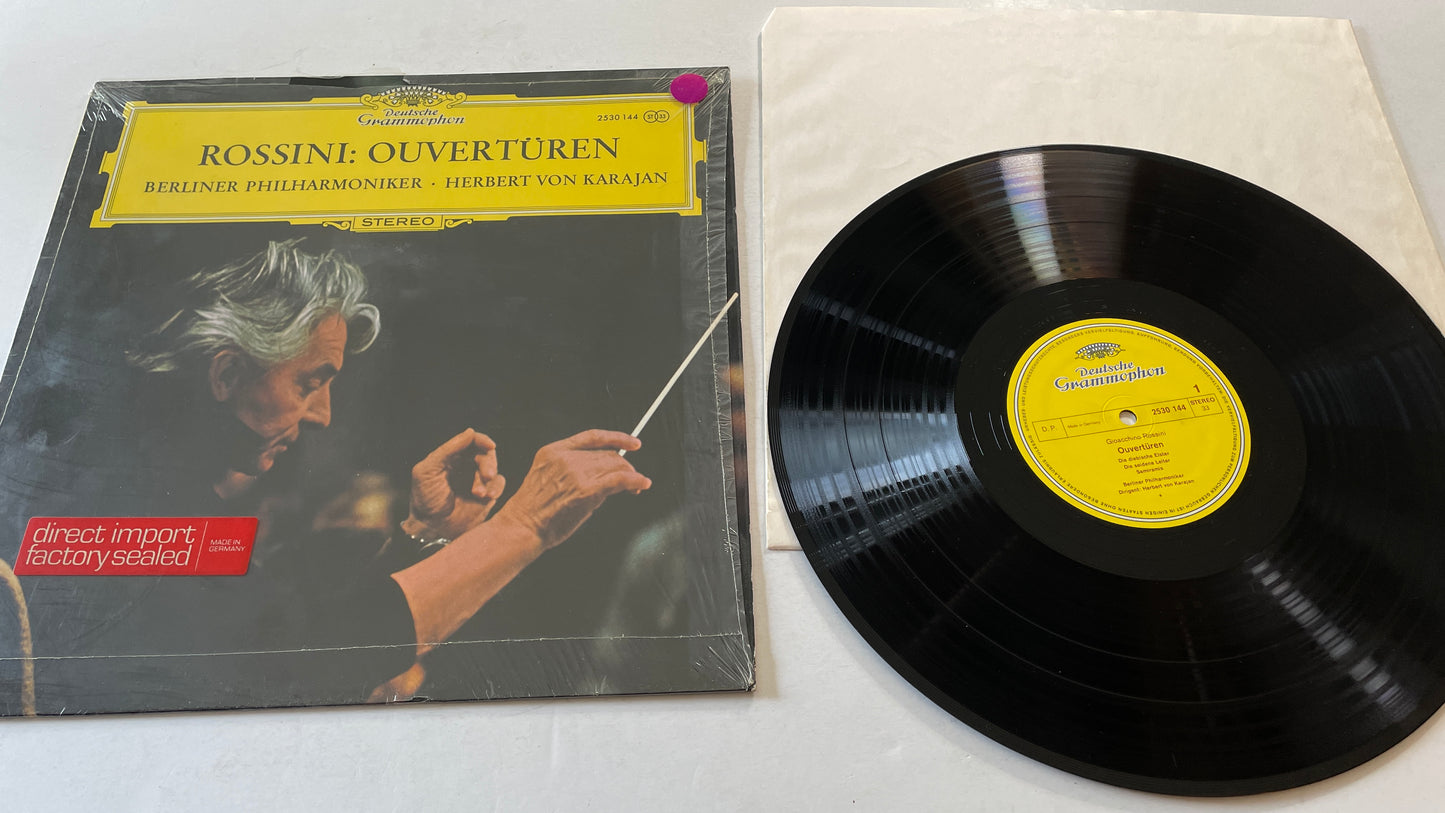 Deutsche
Grammophon
2530 144 37 33
ROSSINI: OUVERTÜREN
BERLINER PHILHARMONIKER · HERBERT VON KARAJAN
STEREO
direct import
factory sealed
MADE IN
GERMANY
Deutsche
Grammophon
1
D.P.
Made in Germany
2530 144
STEREO
33
Gioacchino Rossini
Ouvertüren
Die diebische Elster
Die seidene Leiter
Semiramis
Berliner Philharmoniker
Dirigent: Herbert von Karajan